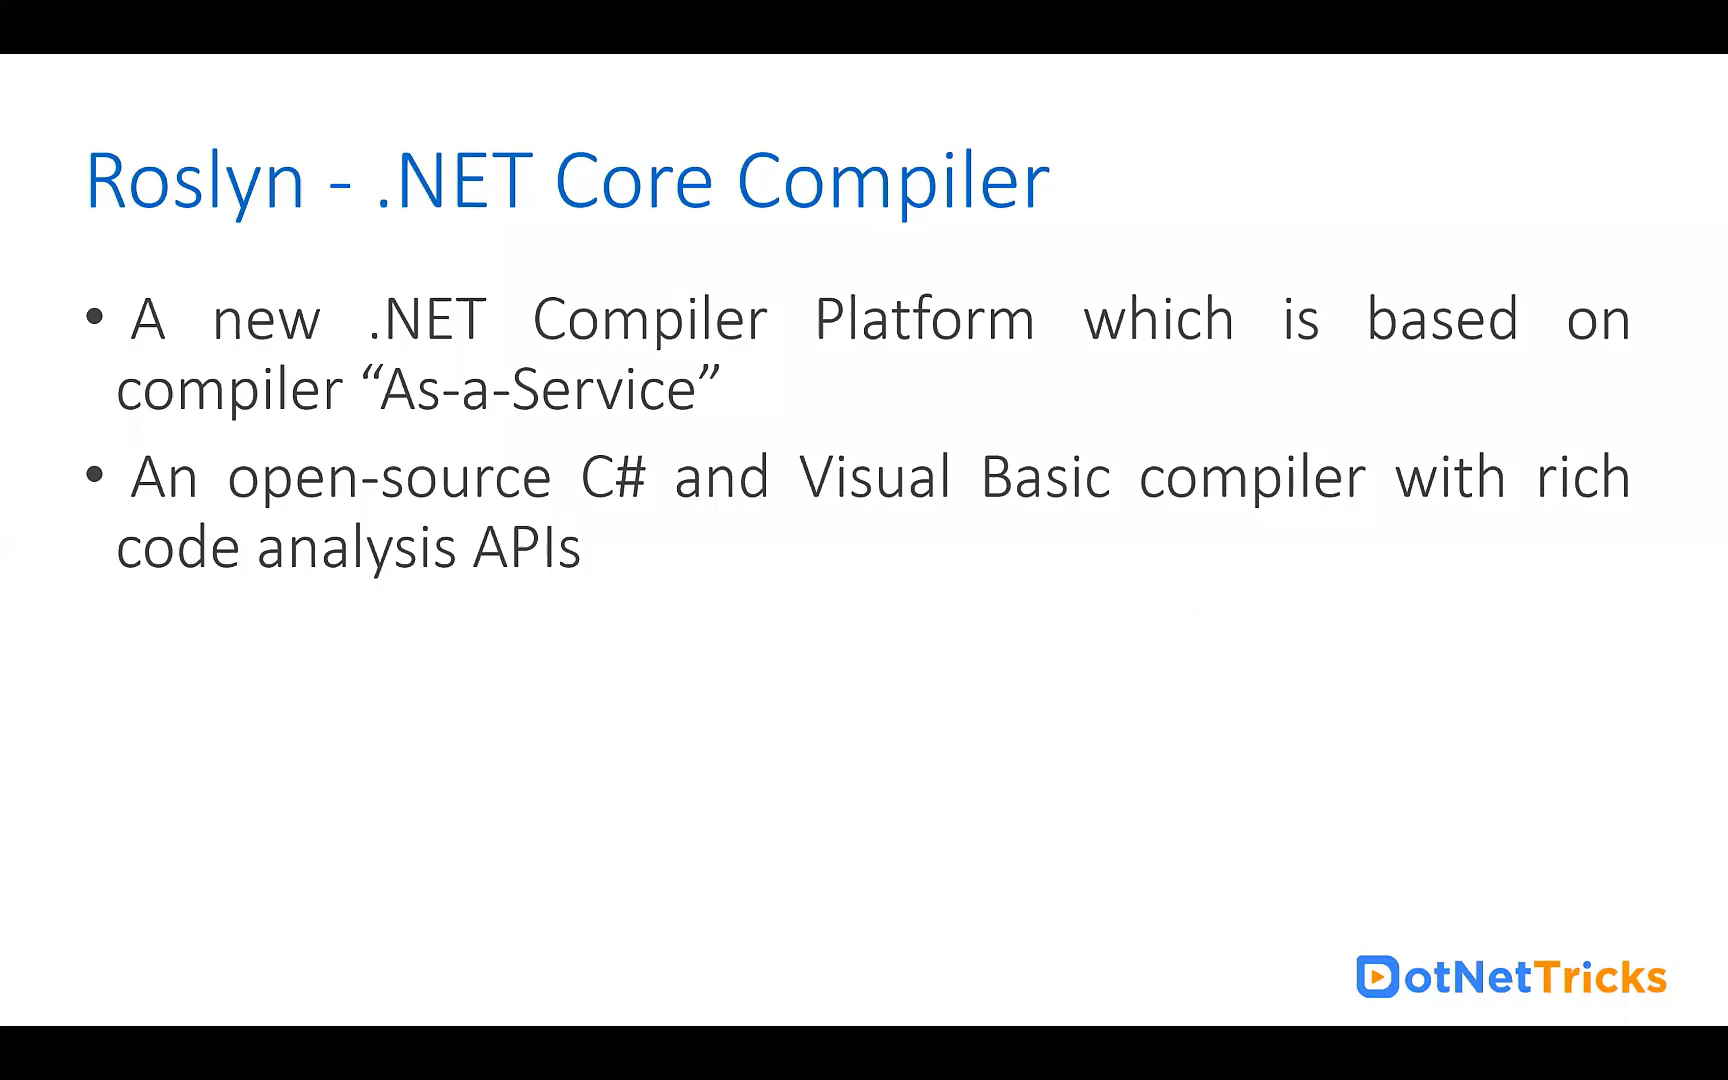 Roslyn - .NET Core Compiler
• A new .NET Compiler Platform which is based on
compiler “As-a-Service”
• An open-source C# and Visual Basic compiler with rich
code analysis APIs
DotNetTricks